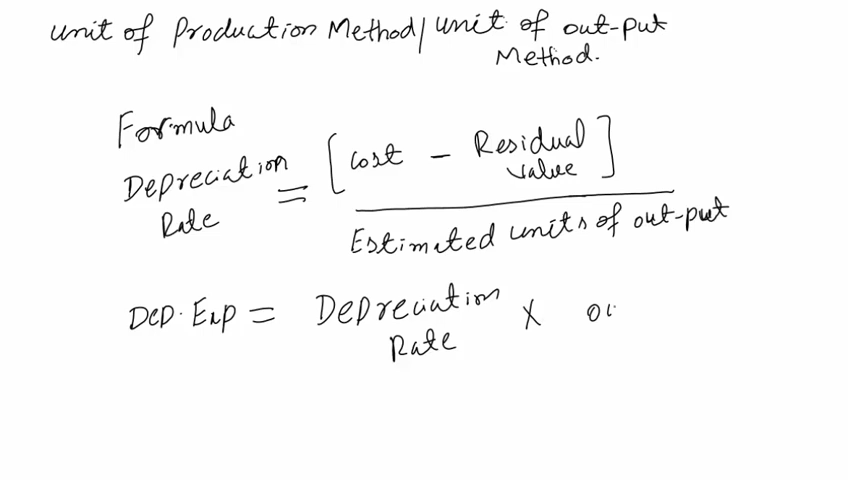 Unit of Production Method/Unit of out-put
Method.
Formula
Depreciation
Rate
= [Cost - Residual
Value]
Estimated units of out-put
Dep. Exp = Depreciation
Rate
X